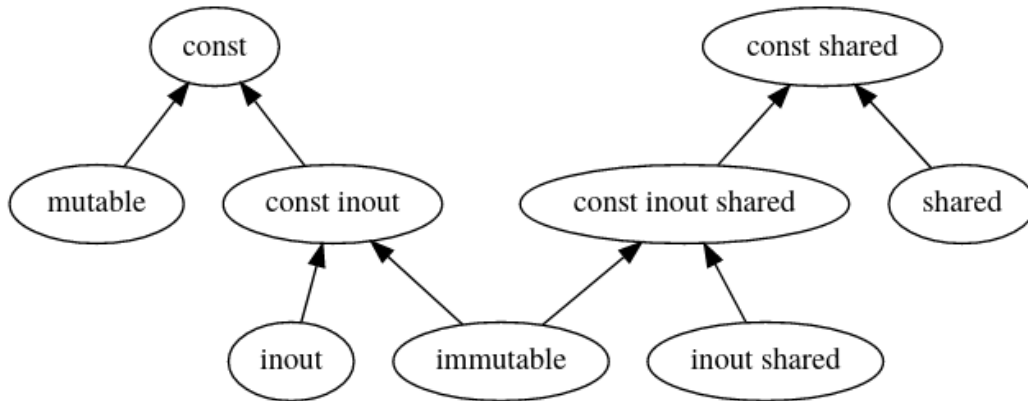 const
const shared
mutable
const inout
const inout shared
shared
inout
immutable
inout shared